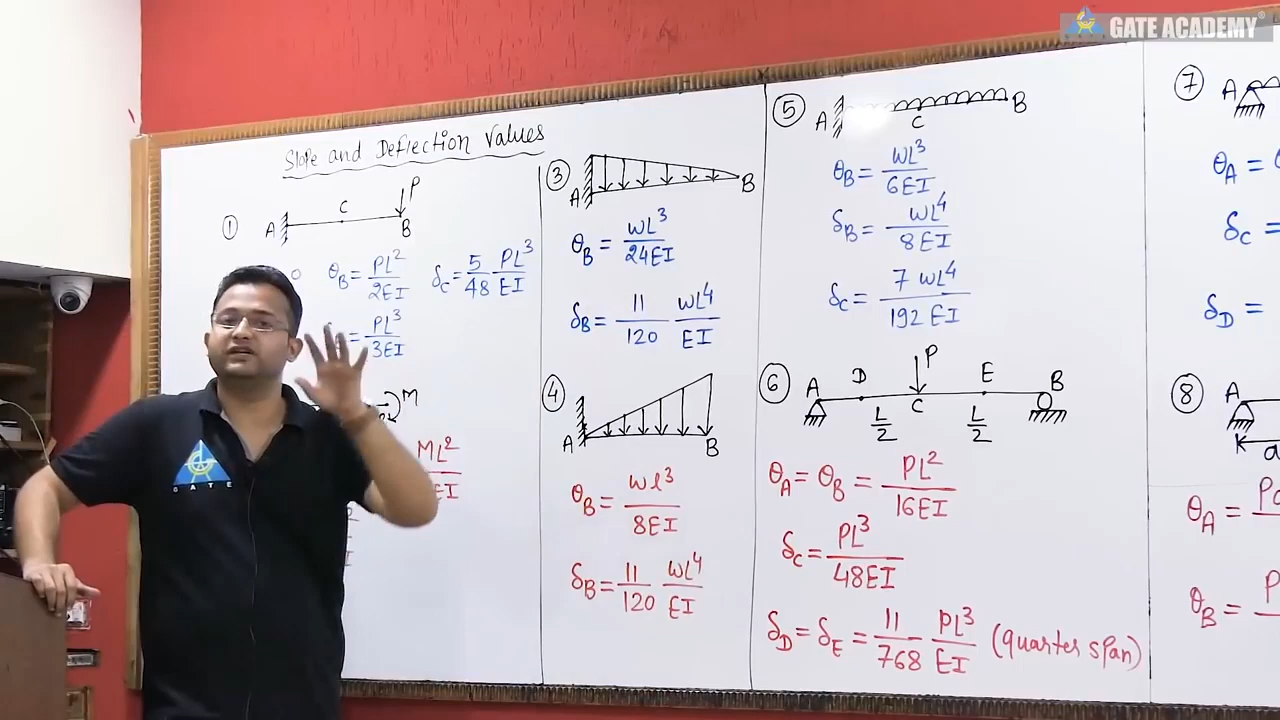 GATE ACADEMY
Slope and Deflection Values
① A C B P
θB = PL²/2EI δC = 5/48 PL³/EI
= PL³/3EI
M
ML²
EI
③ A B
θB = WL³/24EI
δB = 11/120 WL⁴/EI
④ A B
θB = Wl³/8EI
δB = 11/120 WL⁴/EI
⑤ A C B
θB = WL³/6EI
δB = WL⁴/8EI
δC = 7WL⁴/192EI
⑥ A D P C E B
L/2 L/2
θA = θB = PL²/16EI
δC = PL³/48EI
δD = δE = 11/768 PL³/EI (quarter span)
⑦ A
θA =
δC =
δD =
⑧ A
a
θA =
θB =
GATE